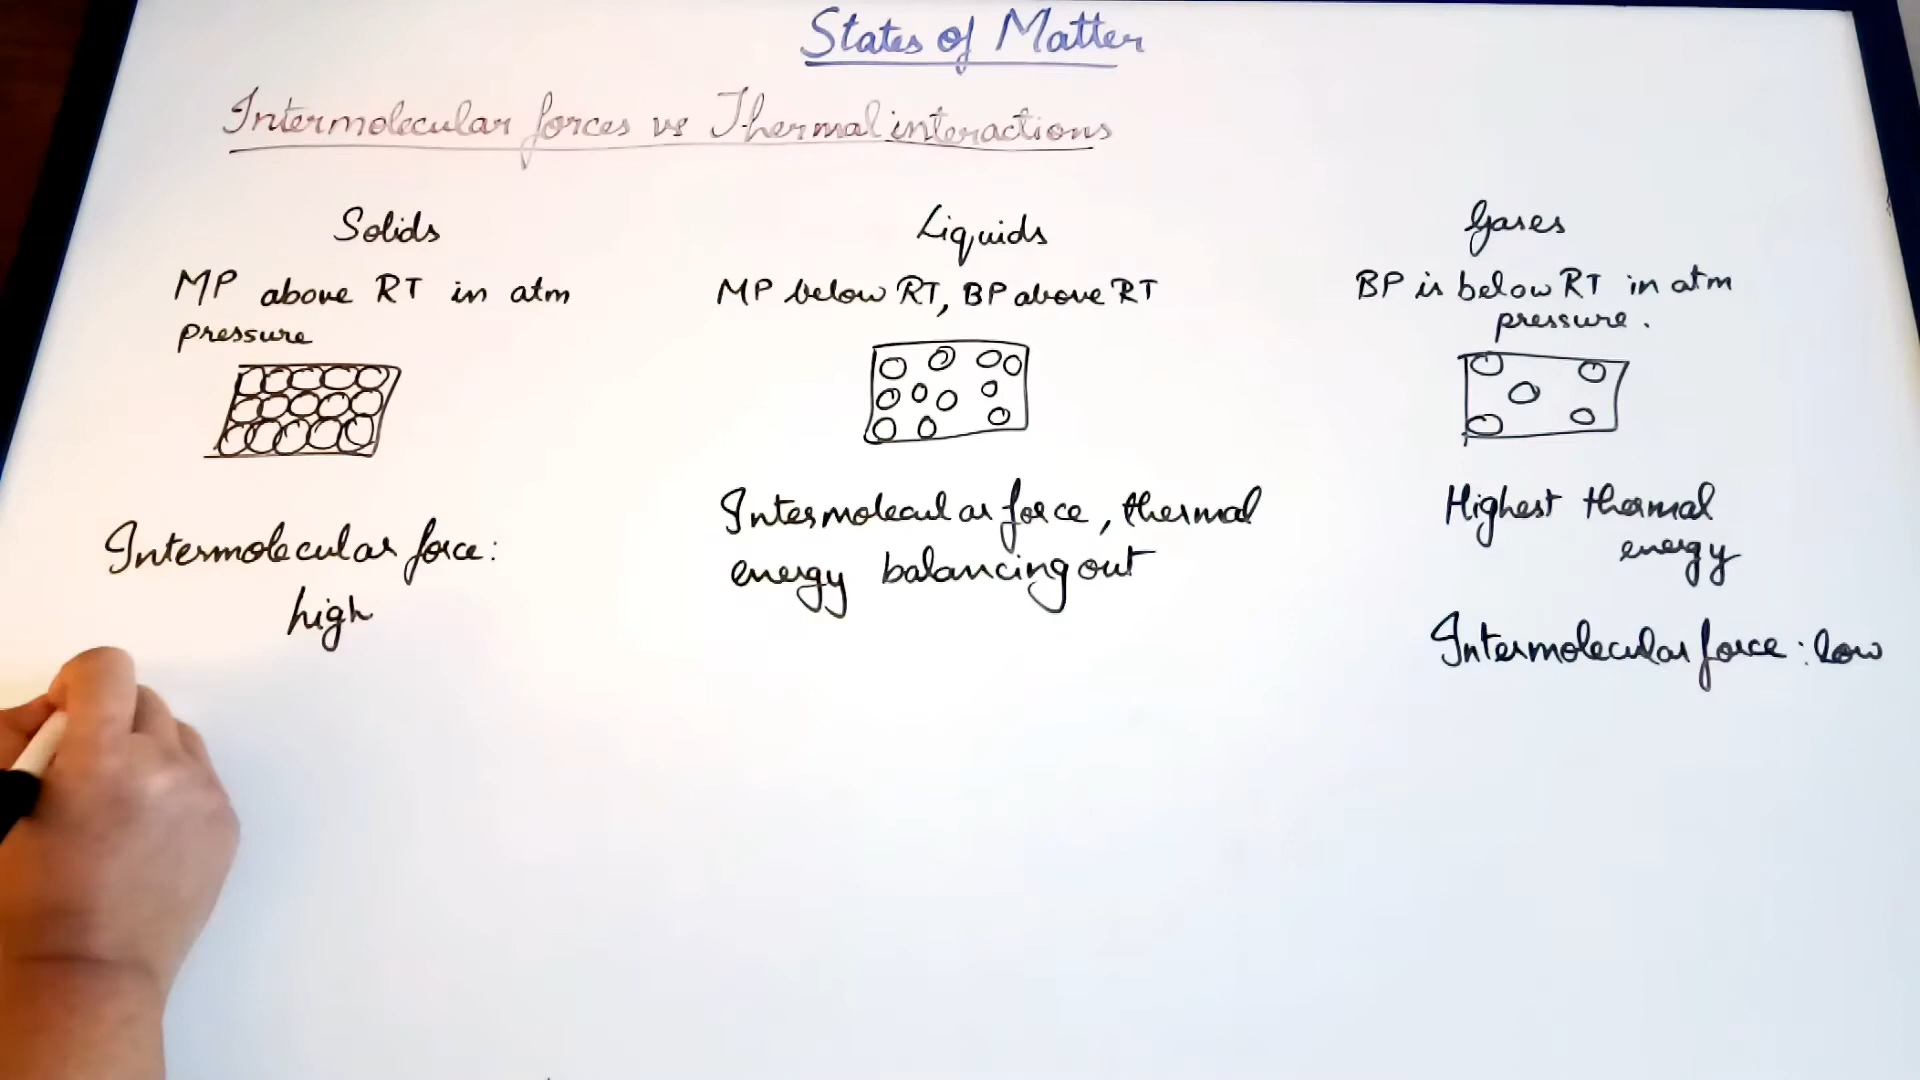 States of Matter
Intermolecular forces vs Thermal interactions
Solids
MP above RT in atm
pressure
Intermolecular force:
high
Liquids
MP below RT, BP above RT
Intermolecular force, thermal
energy balancing out
Gases
BP is below RT in atm
pressure.
Highest thermal
energy
Intermolecular force: low